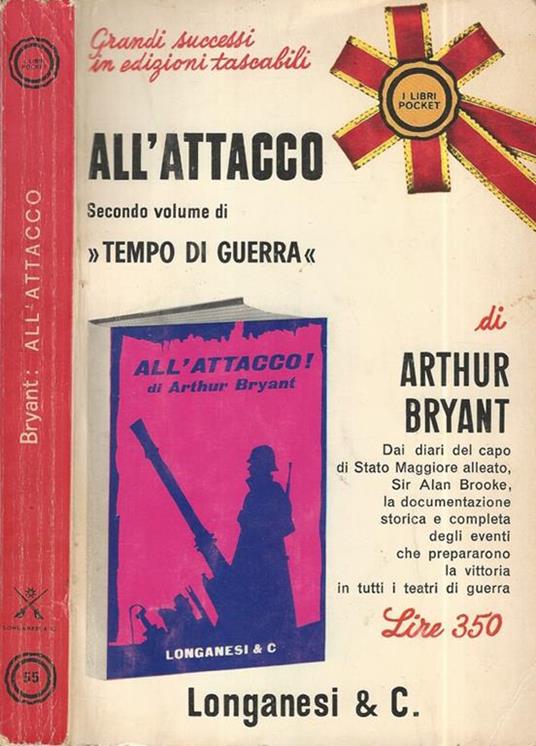 Grandi successi
in edizioni tascabili
I LIBRI
POCKET
ALL'ATTACCO
Secondo volume di
»TEMPO DI GUERRA«
di
ARTHUR
BRYANT
Dai diari del capo
di Stato Maggiore alleato,
Sir Alan Brooke,
la documentazione
storica e completa
degli eventi
che prepararono
la vittoria
in tutti i teatri di guerra
Lire 350
ALL'ATTACCO!
di Arthur Bryant
LONGANESI & C
Longanesi & C.
I LIBRI
POCKET
Bryant: ALL'ATTACCO
LONGANESI & C.
55